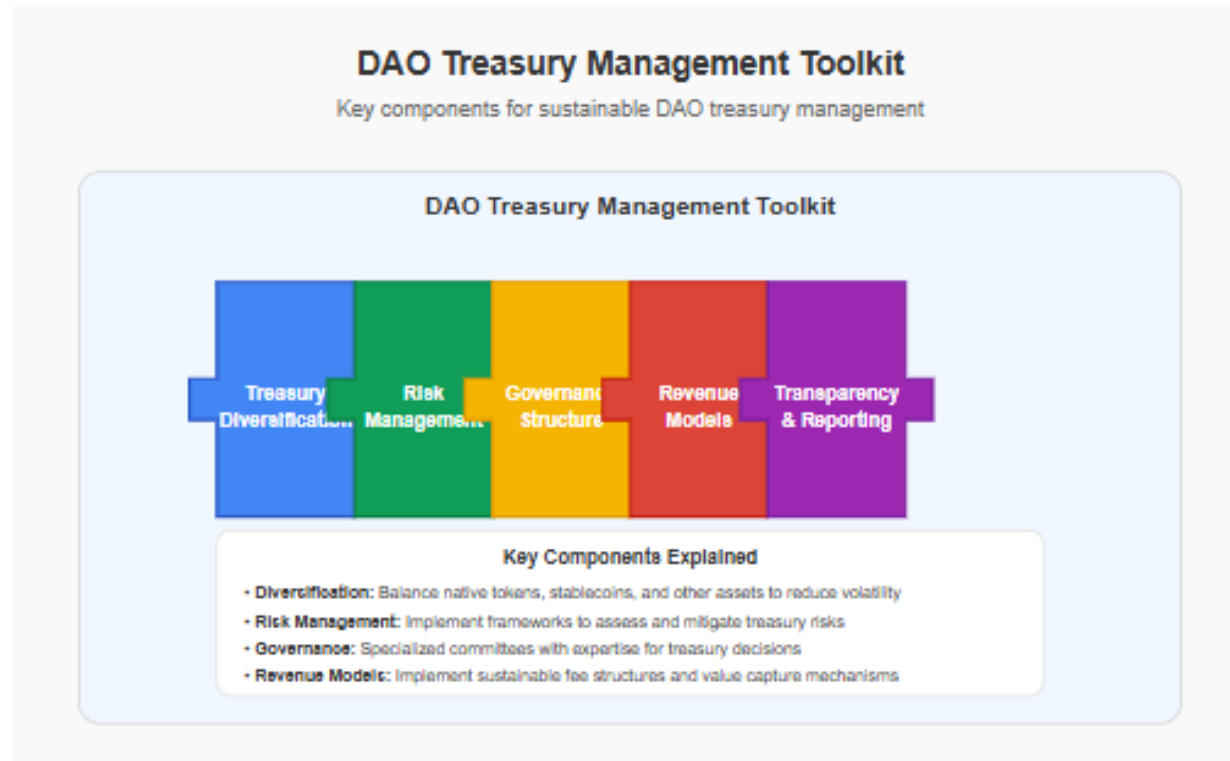 DAO Treasury Management Toolkit
Key components for sustainable DAO treasury management
DAO Treasury Management Toolkit
Treasury
Diversification
Risk
Management
Governance
Structure
Revenue
Models
Transparency
& Reporting
Key Components Explained
• Diversification: Balance native tokens, stablecoins, and other assets to reduce volatility
• Risk Management: Implement frameworks to assess and mitigate treasury risks
• Governance: Specialized committees with expertise for treasury decisions
• Revenue Models: Implement sustainable fee structures and value capture mechanisms